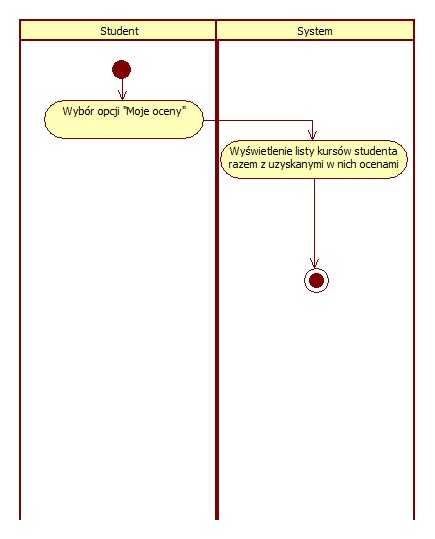 Student
System
Wybór opcji "Moje oceny"
Wyświetlenie listy kursów studenta
razem z uzyskanymi w nich ocenami